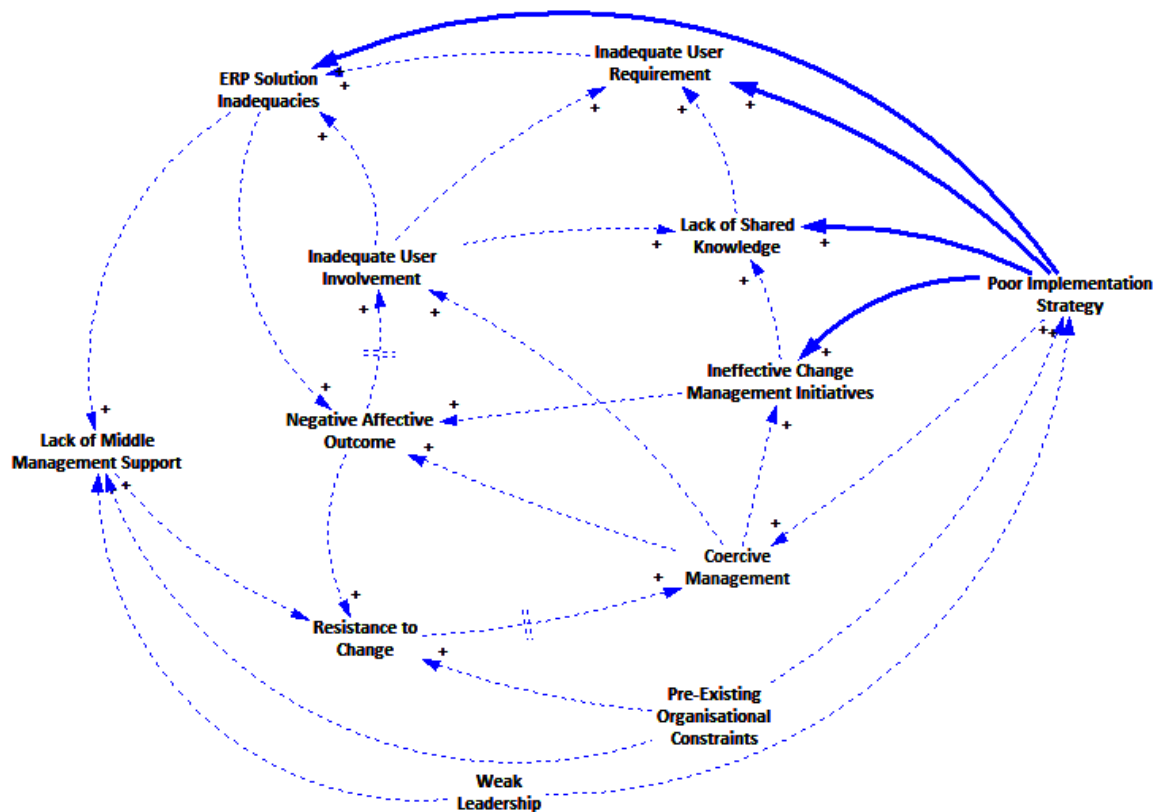 Inadequate User
Requirement
ERP Solution
Inadequacies
+
+
+
+
+
+
Lack of Shared
Knowledge
Inadequate User
Involvement
+
+
+
Poor Implementation
Strategy
+
+
+
+
+
Ineffective Change
Management Initiatives
+
+
+
Negative Affective
Outcome
+
+
+
Lack of Middle
Management Support
+
+
Coercive
Management
+
+
Resistance to
Change
+
Pre-Existing
Organisational
Constraints
Weak
Leadership